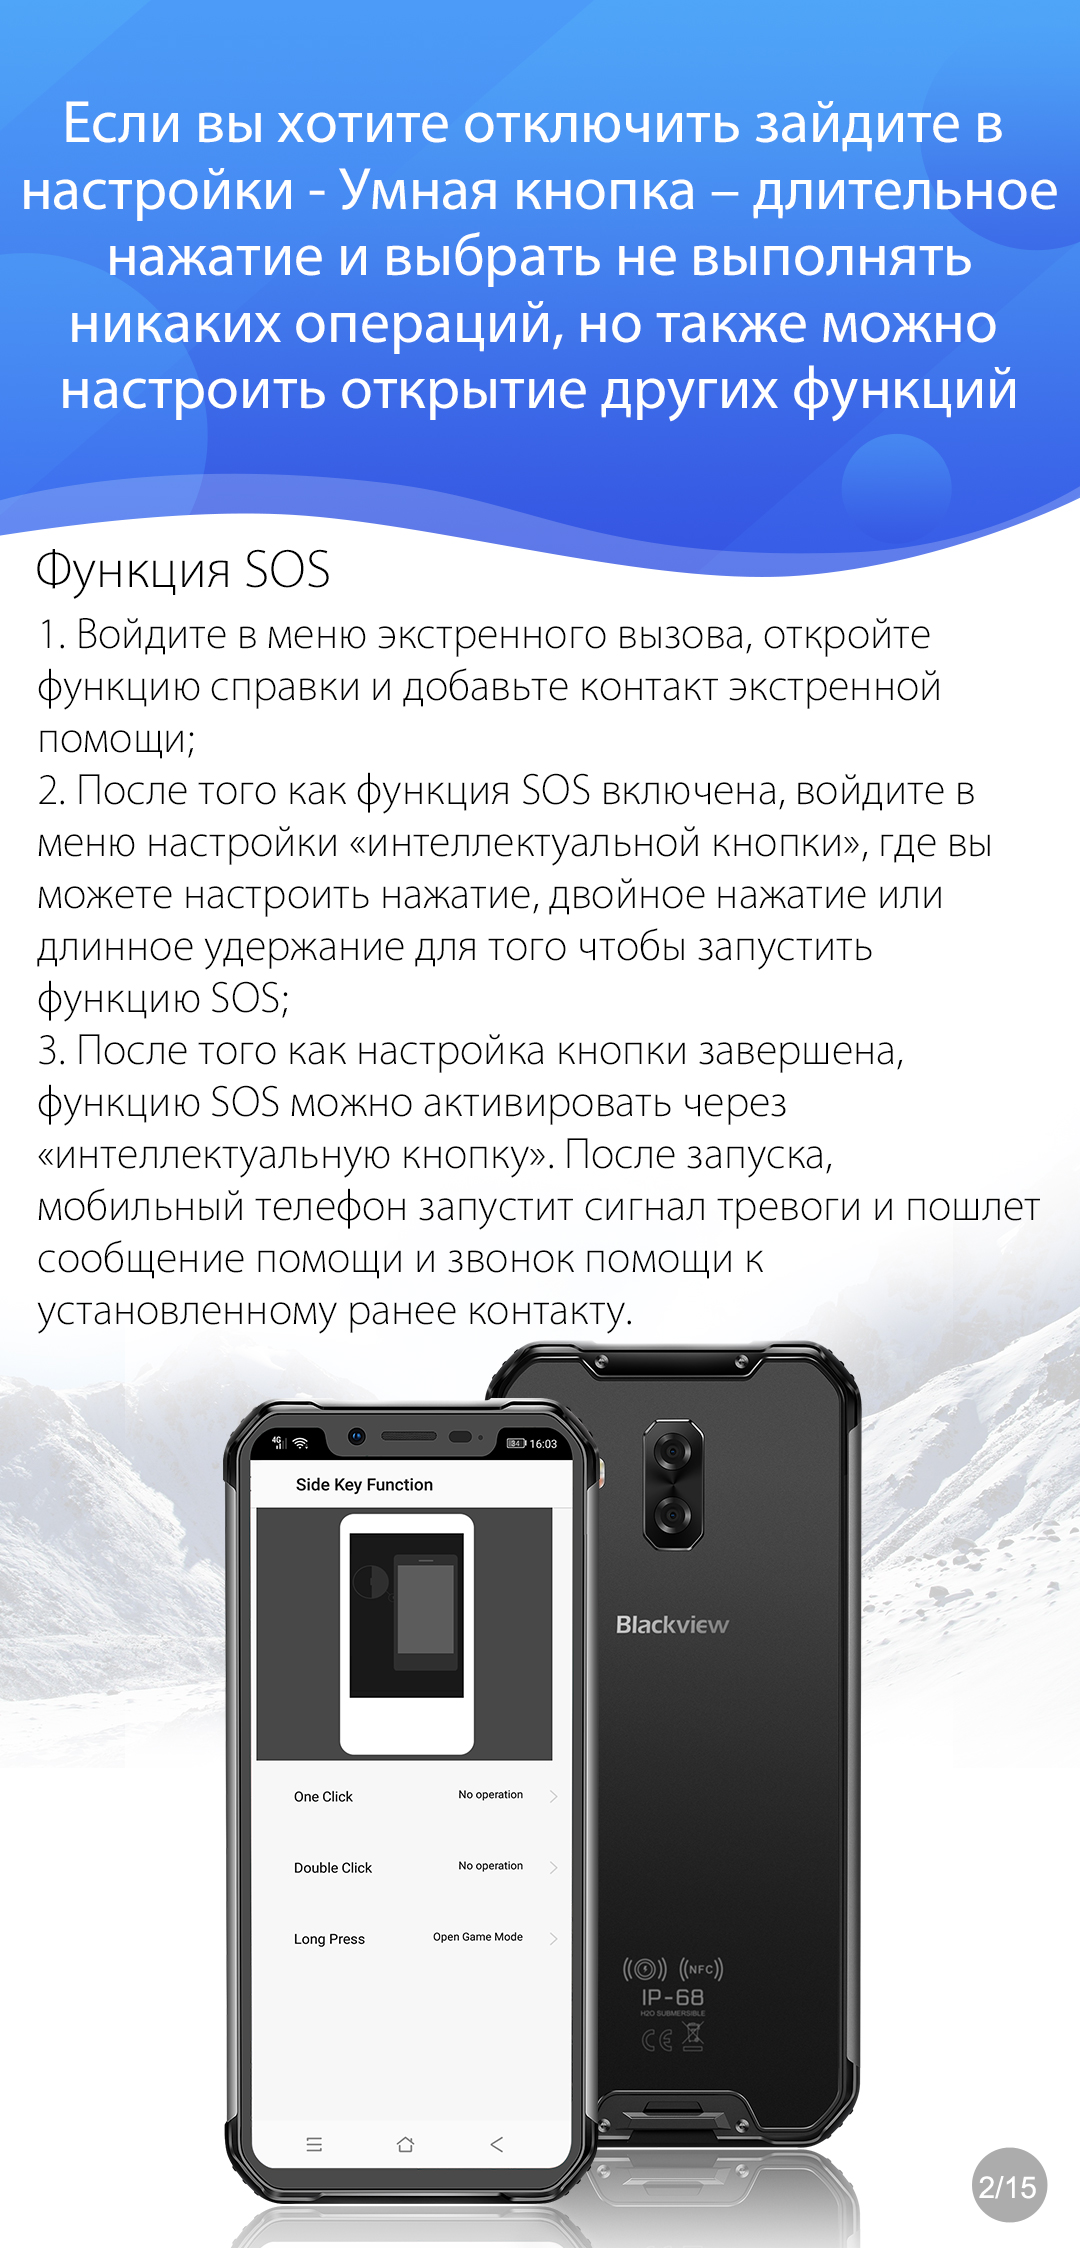 Если вы хотите отключить зайдите в
настройки - Умная кнопка – длительное
нажатие и выбрать не выполнять
никаких операций, но также можно
настроить открытие других функций
Функция SOS
1. Войдите в меню экстренного вызова, откройте
функцию справки и добавьте контакт экстренной
помощи;
2. После того как функция SOS включена, войдите в
меню настройки «интеллектуальной кнопки», где вы
можете настроить нажатие, двойное нажатие или
длинное удержание для того чтобы запустить
функцию SOS;
3. После того как настройка кнопки завершена,
функцию SOS можно активировать через
«интеллектуальную кнопку». После запуска,
мобильный телефон запустит сигнал тревоги и пошлет
сообщение помощи и звонок помощи к
установленному ранее контакту.
4G 84 16:03
Side Key Function
Blackview
One Click No operation
Double Click No operation
Long Press Open Game Mode
NFC
IP-68
H2O SUBMERSIBLE
CE
2/15